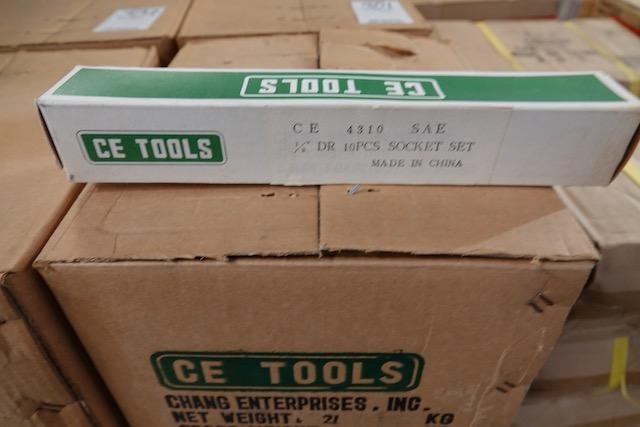 CE TOOLS
CE TOOLS
CE 4310 SAE
DR 10PCS SOCKET SET
MADE IN CHINA
CE TOOLS
CHANG ENTERPRISES, INC.
NET WEIGHT. 21 KG